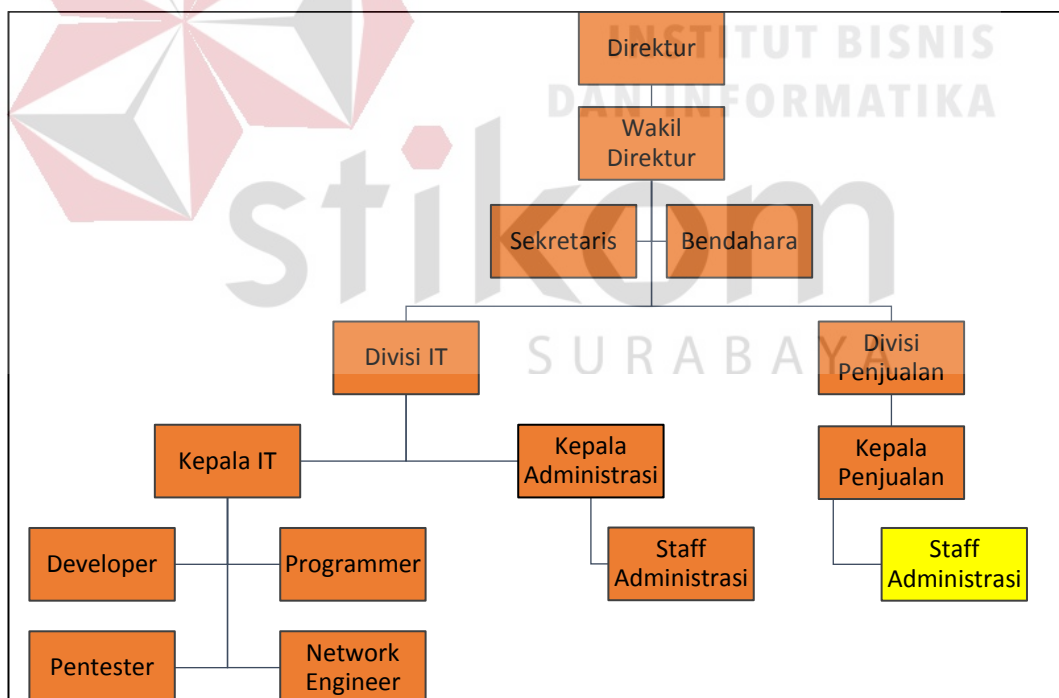 Direktur
INSTITUT BISNIS
DAN INFORMATIKA
Wakil
Direktur
stikom
Sekretaris
Bendahara
SURABAYA
Divisi IT
Divisi
Penjualan
Kepala IT
Kepala
Administrasi
Kepala
Penjualan
Developer
Programmer
Staff
Administrasi
Staff
Administrasi
Pentester
Network
Engineer